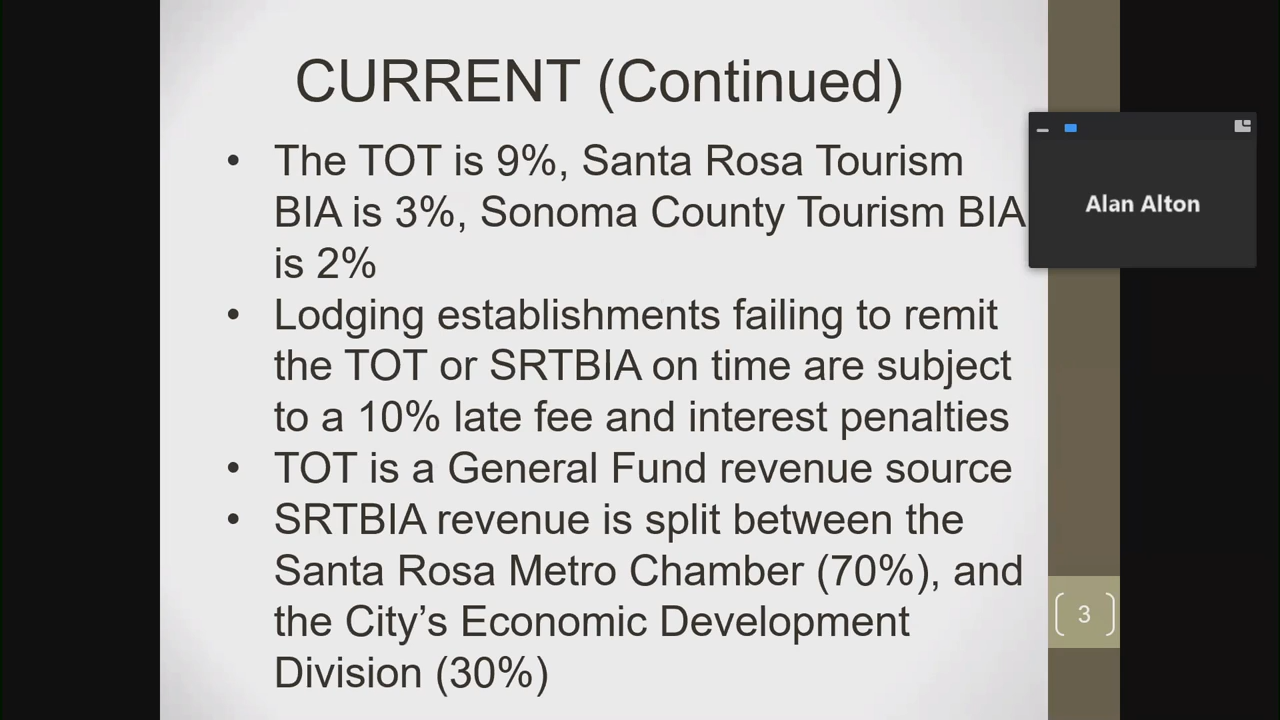 CURRENT (Continued)
• The TOT is 9%, Santa Rosa Tourism
BIA is 3%, Sonoma County Tourism BIA
is 2%
• Lodging establishments failing to remit
the TOT or SRTBIA on time are subject
to a 10% late fee and interest penalties
• TOT is a General Fund revenue source
• SRTBIA revenue is split between the
Santa Rosa Metro Chamber (70%), and
the City’s Economic Development
Division (30%)
Alan Alton
3